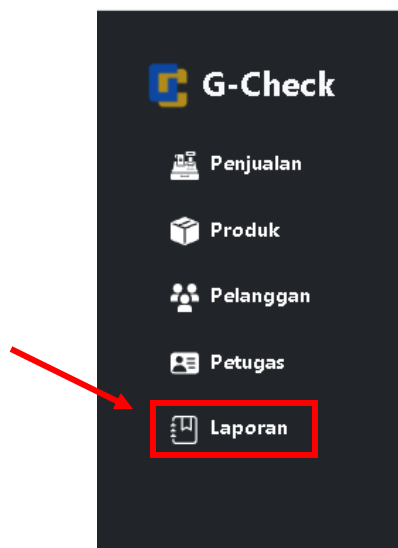 G-Check
Penjualan
Produk
Pelanggan
Petugas
Laporan